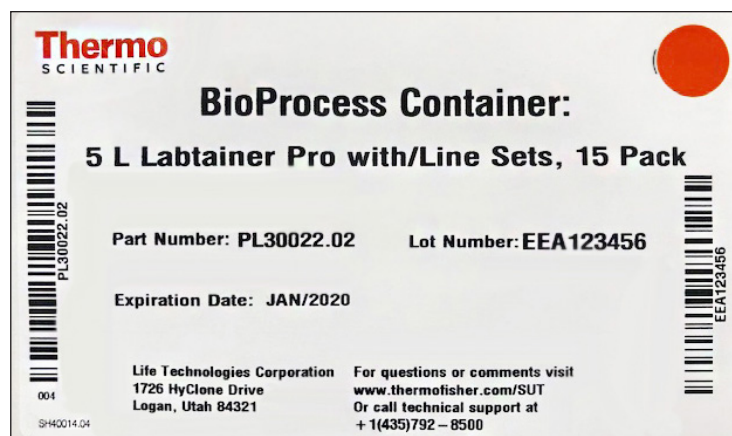 Thermo
SCIENTIFIC
BioProcess Container:
5 L Labtainer Pro with/Line Sets, 15 Pack
PL30022.02
Part Number: PL30022.02
Lot Number: EEA123456
EEA123456
Expiration Date: JAN/2020
Life Technologies Corporation
1726 HyClone Drive
Logan, Utah 84321
For questions or comments visit
www.thermofisher.com/SUT
Or call technical support at
+1(435)792-8500
004
SH40014.04